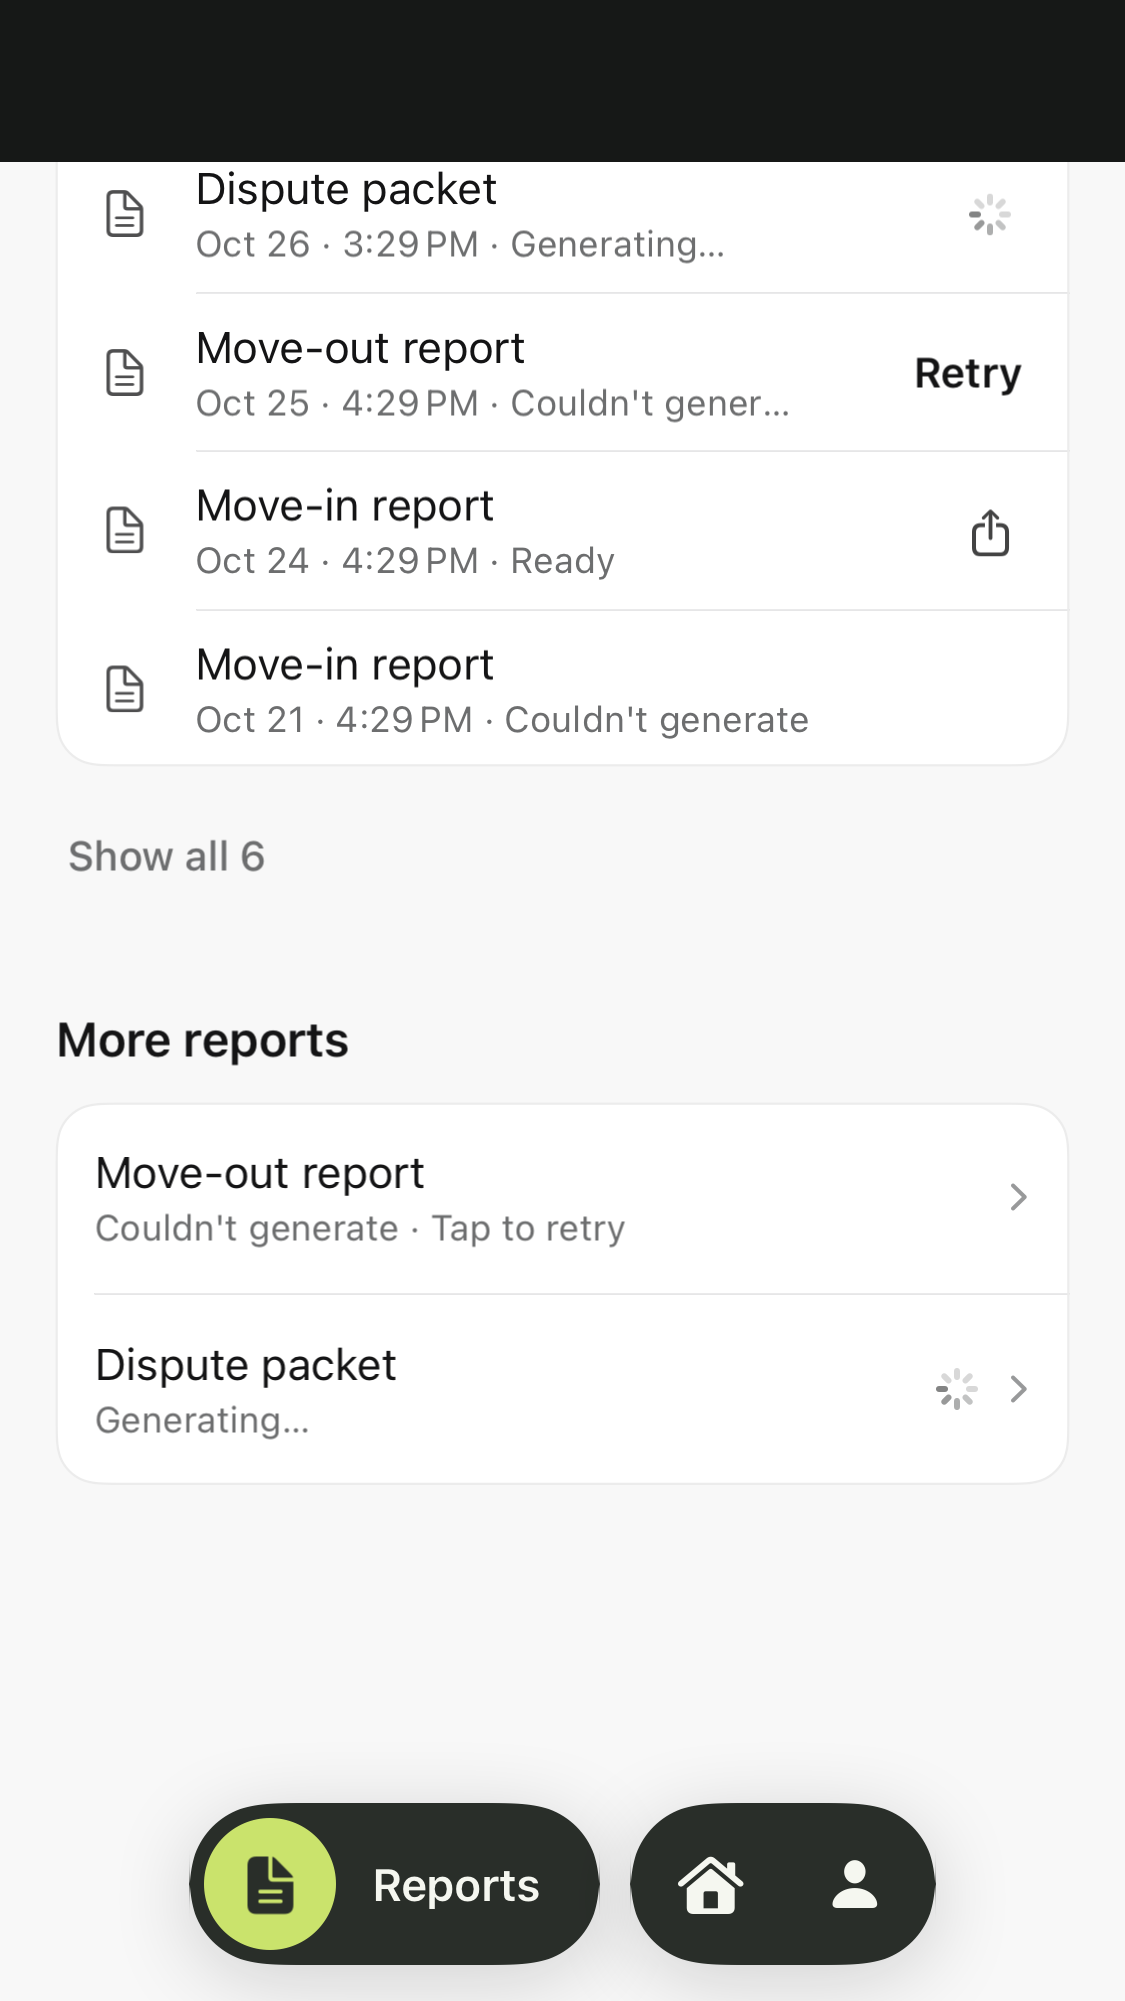 Dispute packet
Oct 26 · 3:29 PM · Generating...
Move-out report
Oct 25 · 4:29 PM · Couldn't gener...
Retry
Move-in report
Oct 24 · 4:29 PM · Ready
Move-in report
Oct 21 · 4:29 PM · Couldn't generate
Show all 6
More reports
Move-out report
Couldn't generate · Tap to retry
Dispute packet
Generating...
Reports